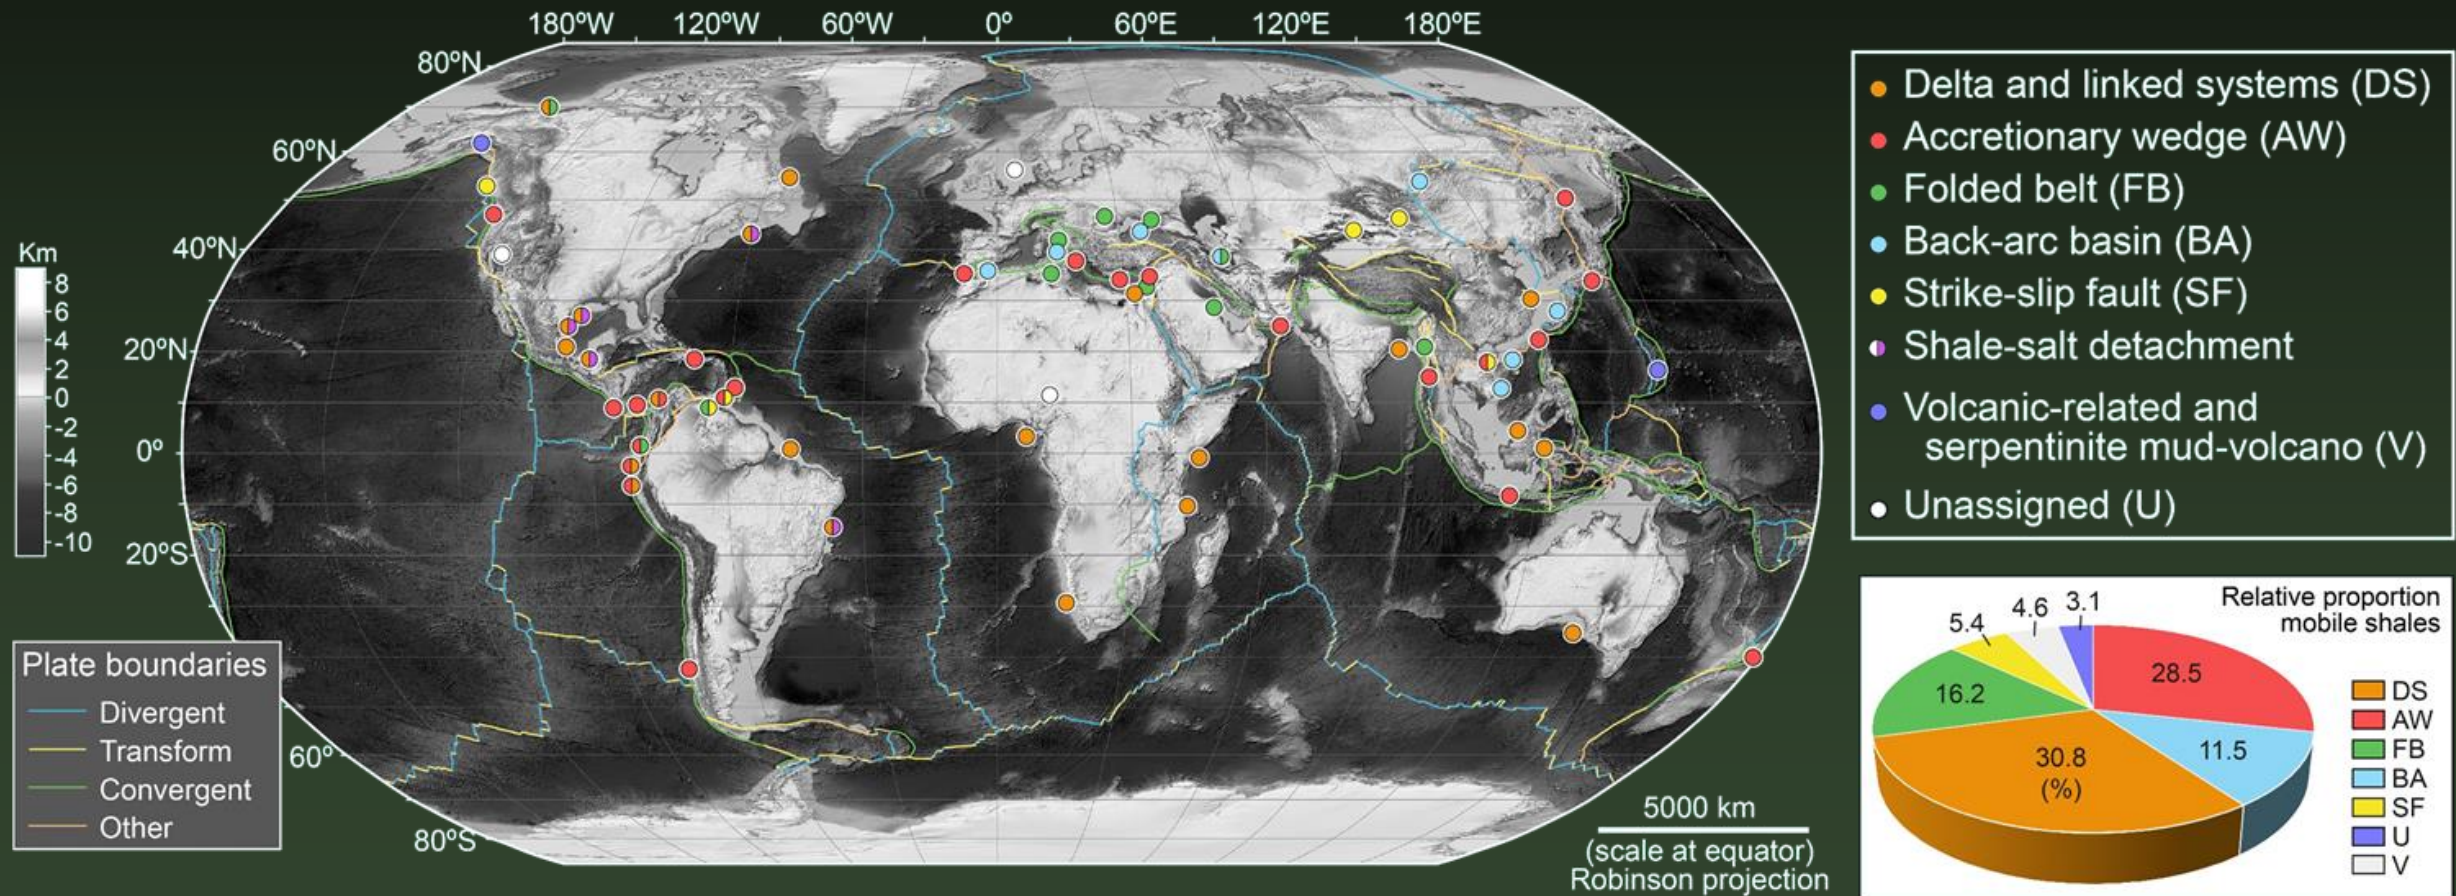 180ºW 120ºW 60ºW 0º 60ºE 120ºE 180ºE
80ºN
60ºN
40ºN
20ºN
0º
20ºS
60º
80ºS
Km
8
6
4
2
0
-2
-4
-6
-8
-10
Plate boundaries
Divergent
Transform
Convergent
Other
5000 km
(scale at equator)
Robinson projection
Delta and linked systems (DS)
Accretionary wedge (AW)
Folded belt (FB)
Back-arc basin (BA)
Strike-slip fault (SF)
Shale-salt detachment
Volcanic-related and
serpentinite mud-volcano (V)
Unassigned (U)
Relative proportion
mobile shales
5.4
4.6
3.1
28.5
16.2
11.5
30.8
(%)
DS
AW
FB
BA
SF
U
V